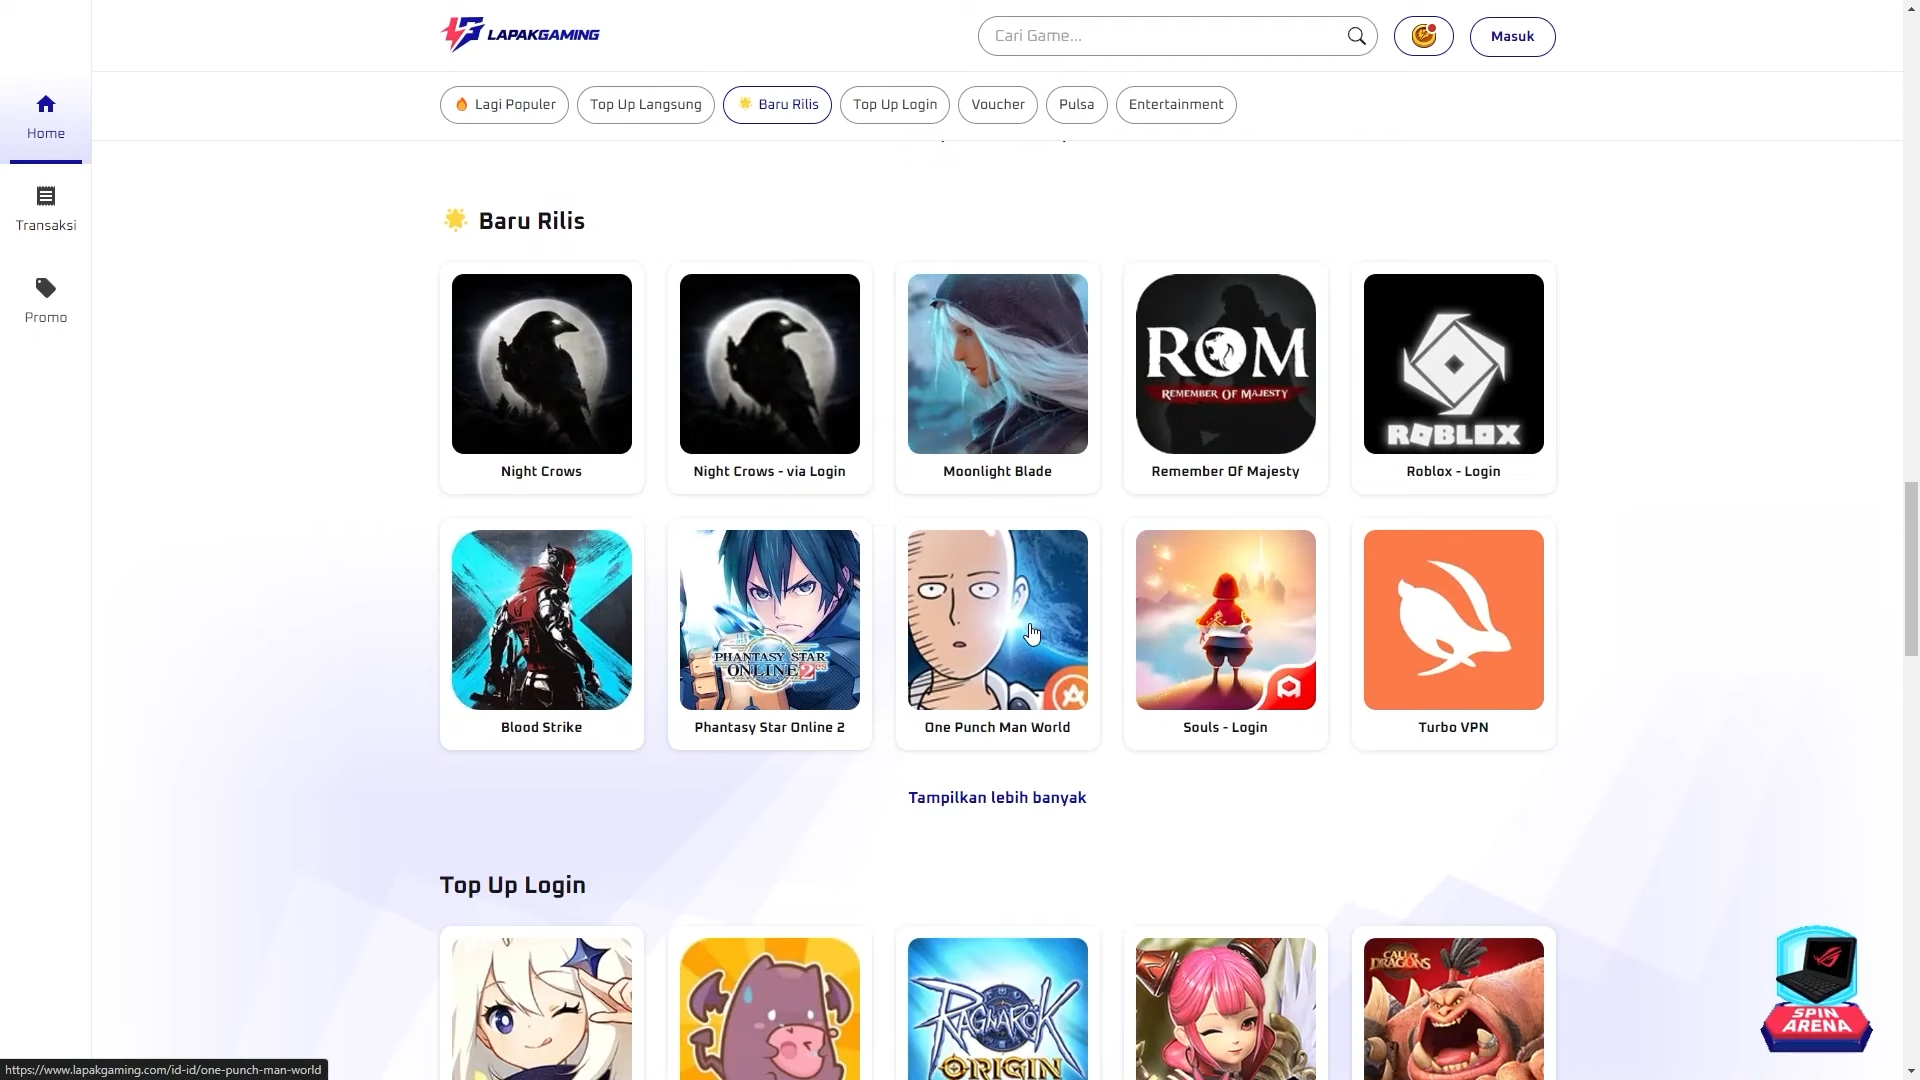 LAPAKGAMING
Cari Game...
Masuk
Lagi Populer
Top Up Langsung
Baru Rilis
Top Up Login
Voucher
Pulsa
Entertainment
Home
Transaksi
Promo
Baru Rilis
ROM
REMEMBER OF MAJESTY
ROBLOX
Night Crows
Night Crows - via Login
Moonlight Blade
Remember Of Majesty
Roblox - Login
PHANTASY STAR
ONLINE 2
Blood Strike
Phantasy Star Online 2
One Punch Man World
Souls - Login
Turbo VPN
Tampilkan lebih banyak
Top Up Login
RAGNAROK
ORIGIN
CALL OF
DRAGONS
SPIN
ARENA
https://www.lapakgaming.com/id-id/one-punch-man-world